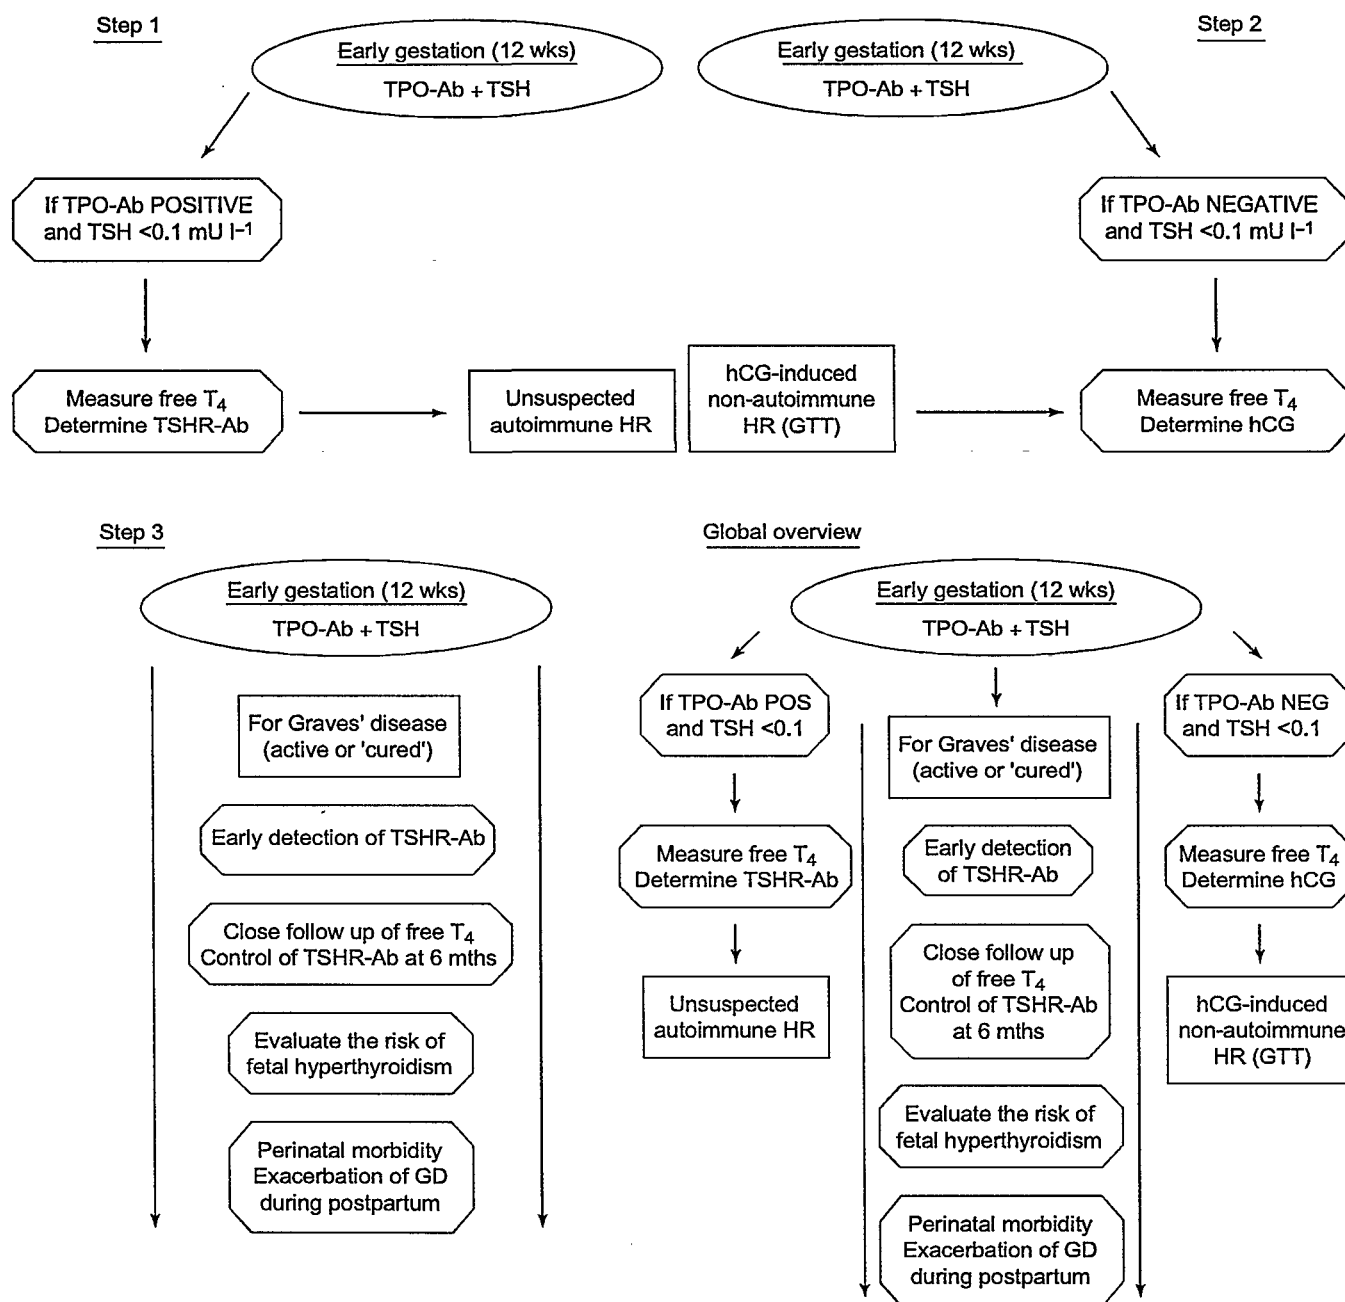 Step 1
Early gestation (12 wks)
TPO-Ab + TSH
If TPO-Ab POSITIVE
and TSH <0.1 mU l⁻¹
Measure free T₄
Determine TSHR-Ab
Unsuspected
autoimmune HR
Step 2
Early gestation (12 wks)
TPO-Ab + TSH
If TPO-Ab NEGATIVE
and TSH <0.1 mU l⁻¹
Measure free T₄
Determine hCG
hCG-induced
non-autoimmune
HR (GTT)
Step 3
Early gestation (12 wks)
TPO-Ab + TSH
For Graves' disease
(active or 'cured')
Early detection of TSHR-Ab
Close follow up of free T₄
Control of TSHR-Ab at 6 mths
Evaluate the risk of
fetal hyperthyroidism
Perinatal morbidity
Exacerbation of GD
during postpartum
Global overview
Early gestation (12 wks)
TPO-Ab + TSH
If TPO-Ab POS
and TSH <0.1
Measure free T₄
Determine TSHR-Ab
Unsuspected
autoimmune HR
For Graves' disease
(active or 'cured')
Early detection
of TSHR-Ab
Close follow up
of free T₄
Control of TSHR-Ab
at 6 mths
Evaluate the risk of
fetal hyperthyroidism
Perinatal morbidity
Exacerbation of GD
during postpartum
If TPO-Ab NEG
and TSH <0.1
Measure free T₄
Determine hCG
hCG-induced
non-autoimmune
HR (GTT)